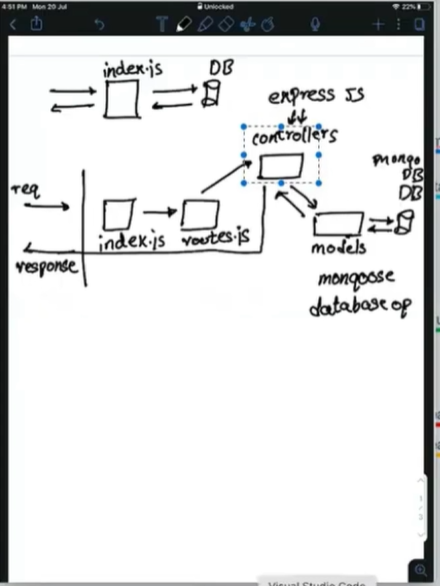 4:51 PM Mon 20 Jul
Unlocked
22%
index.js
DB
express JS
controllers
mongo
DB
DB
req
index.js
routes.js
models
response
mongoose
database op
Visual Studio Code